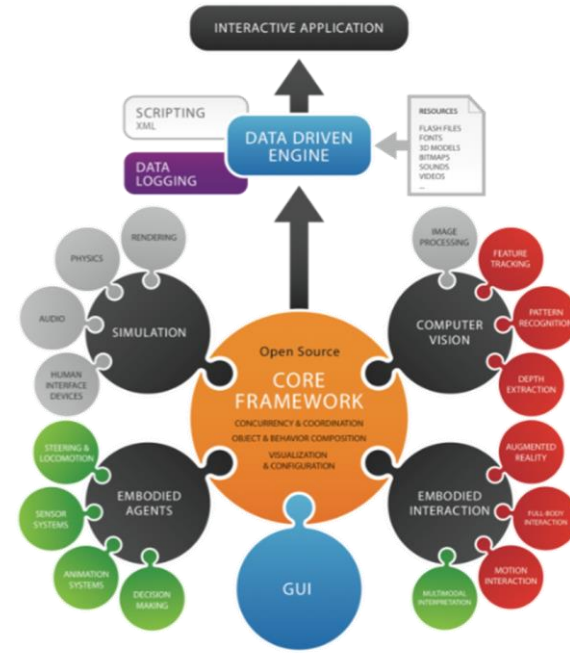 INTERACTIVE APPLICATION
SCRIPTING
XML
DATA DRIVEN
ENGINE
DATA
LOGGING
RESOURCES
FLASH FILES
FONTS
3D MODELS
BITMAPS
SOUNDS
VIDEOS
...
RENDERING
PHYSICS
AUDIO
HUMAN
INTERFACE
DEVICES
SIMULATION
IMAGE
PROCESSING
FEATURE
TRACKING
PATTERN
RECOGNITION
DEPTH
EXTRACTION
COMPUTER
VISION
Open Source
CORE
FRAMEWORK
CONCURRENCY & COORDINATION
OBJECT & BEHAVIOR COMPOSITION
VISUALIZATION
& CONFIGURATION
STEERING &
LOCOMOTION
SENSOR
SYSTEMS
ANIMATION
SYSTEMS
DECISION
MAKING
EMBODIED
AGENTS
AUGMENTED
REALITY
FULL-BODY
INTERACTION
MOTION
INTERACTION
MULTIMODAL
INTERPRETATION
EMBODIED
INTERACTION
GUI